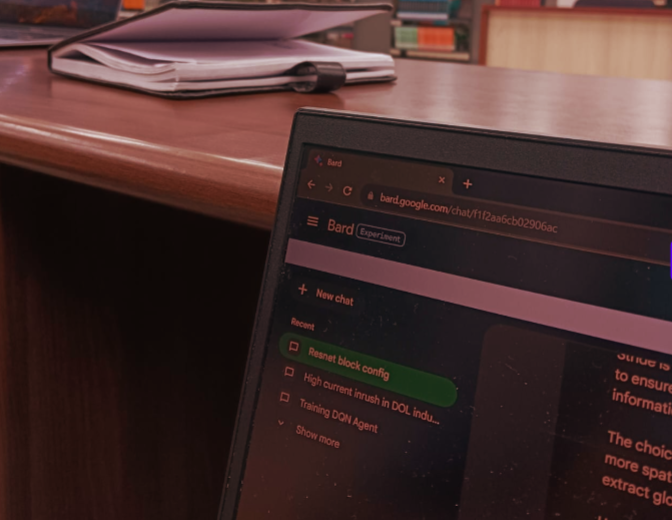 Bard
bard.google.com/chat/f1f2aa6cb02906ac
Bard Experiment
New chat
Recent
Resnet block config
High current inrush in DOL indu...
Training DQN Agent
Show more
Stride is
to ensure
informati
The choic
more spat
extract glo